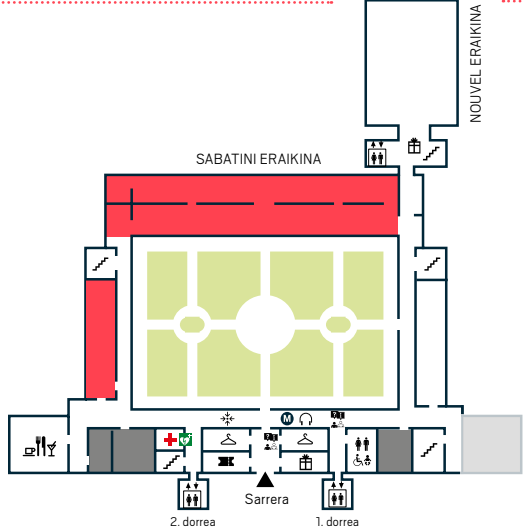 NOUVEL ERAIKINA
SABATINI ERAIKINA
M
Sarrera
2. dorrea
1. dorrea